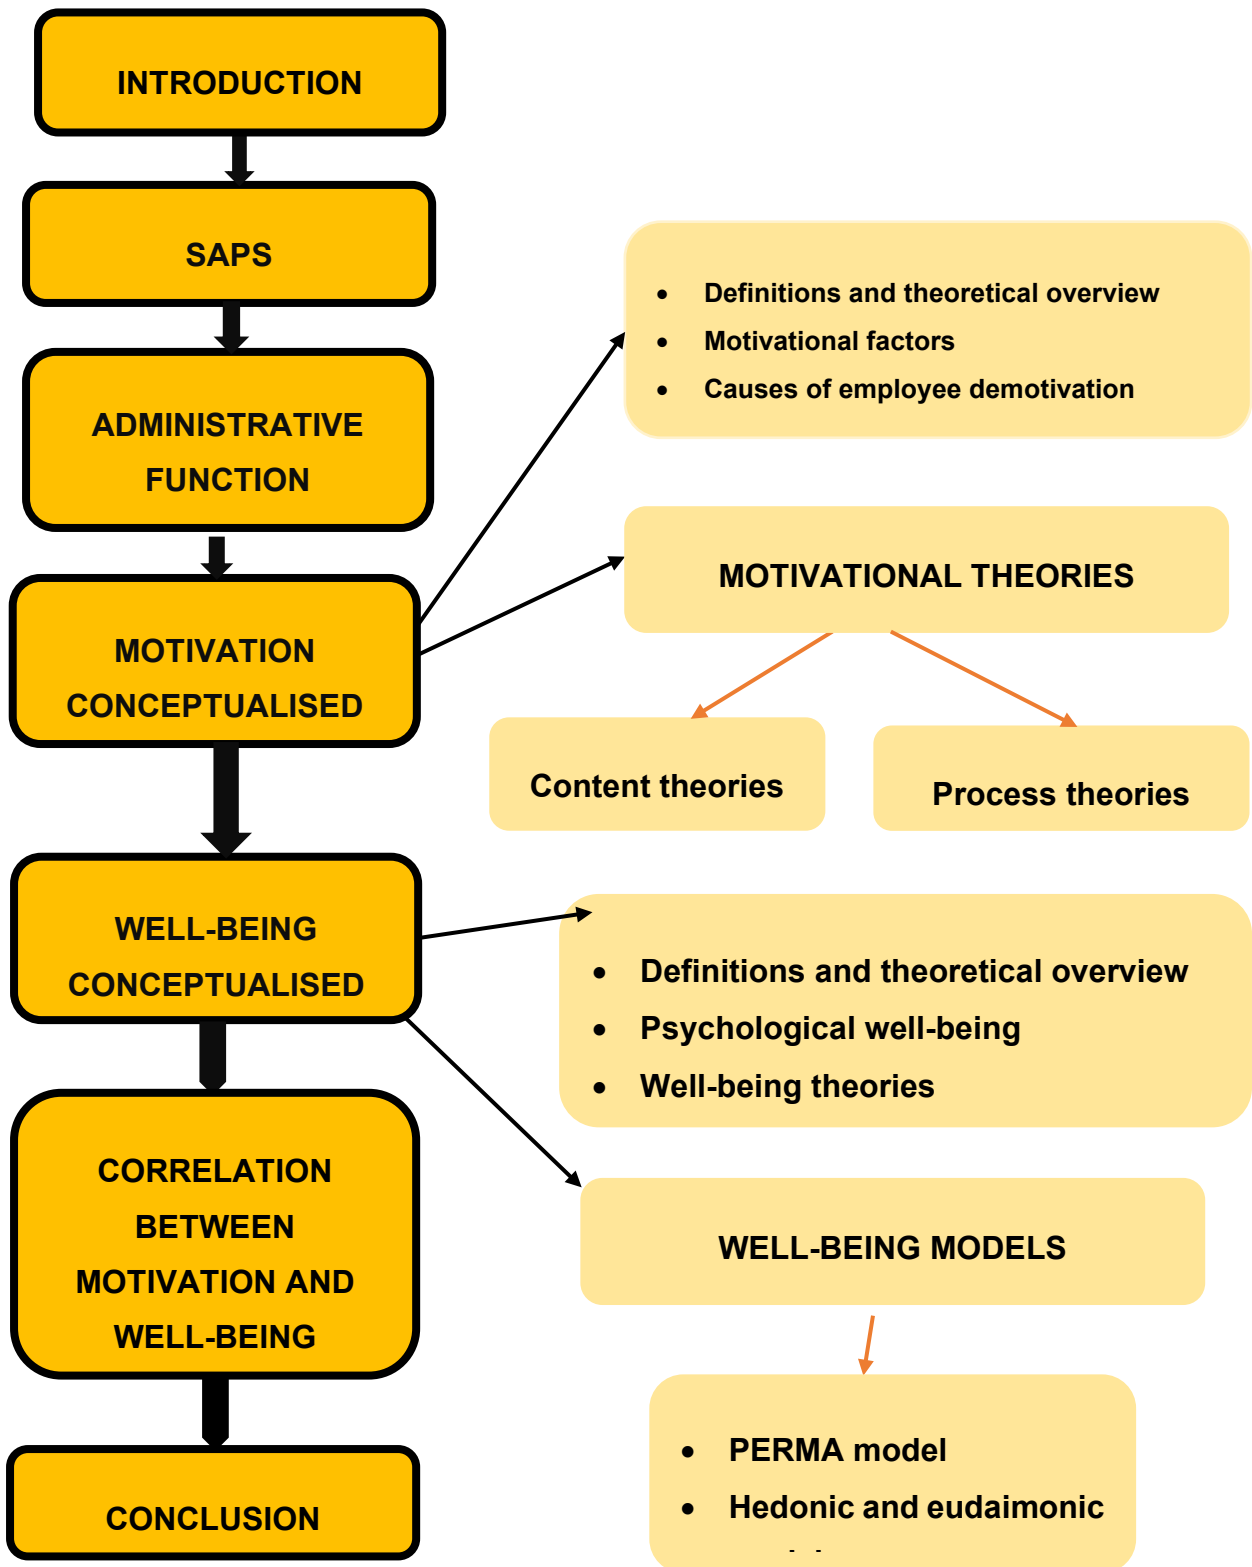 INTRODUCTION
SAPS
ADMINISTRATIVE
FUNCTION
MOTIVATION
CONCEPTUALISED
WELL-BEING
CONCEPTUALISED
CORRELATION
BETWEEN
MOTIVATION AND
WELL-BEING
CONCLUSION
• Definitions and theoretical overview
• Motivational factors
• Causes of employee demotivation
MOTIVATIONAL THEORIES
Content theories
Process theories
• Definitions and theoretical overview
• Psychological well-being
• Well-being theories
WELL-BEING MODELS
• PERMA model
• Hedonic and eudaimonic